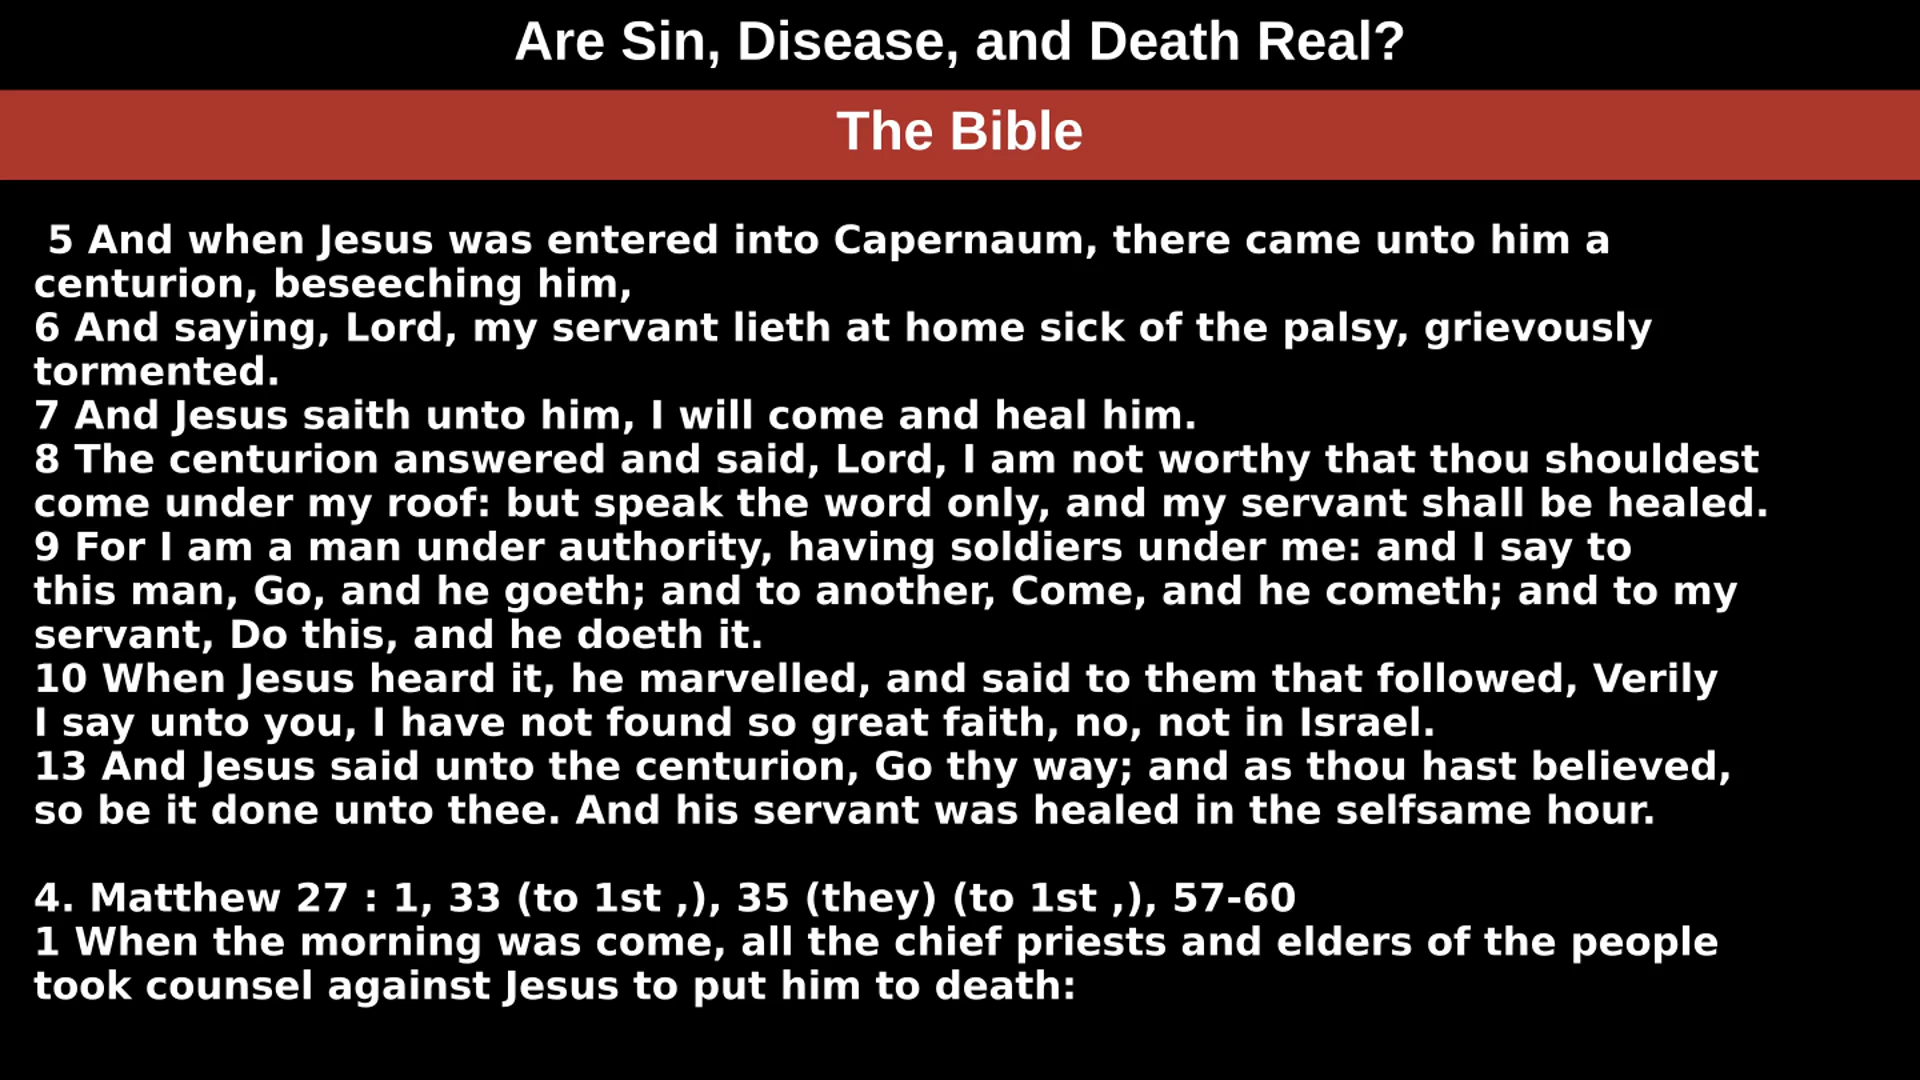 Are Sin, Disease, and Death Real?
The Bible
5 And when Jesus was entered into Capernaum, there came unto him a
centurion, beseeching him,
6 And saying, Lord, my servant lieth at home sick of the palsy, grievously
tormented.
7 And Jesus saith unto him, I will come and heal him.
8 The centurion answered and said, Lord, I am not worthy that thou shouldest
come under my roof: but speak the word only, and my servant shall be healed.
9 For I am a man under authority, having soldiers under me: and I say to
this man, Go, and he goeth; and to another, Come, and he cometh; and to my
servant, Do this, and he doeth it.
10 When Jesus heard it, he marvelled, and said to them that followed, Verily
I say unto you, I have not found so great faith, no, not in Israel.
13 And Jesus said unto the centurion, Go thy way; and as thou hast believed,
so be it done unto thee. And his servant was healed in the selfsame hour.
4. Matthew 27 : 1, 33 (to 1st ,), 35 (they) (to 1st ,), 57-60
1 When the morning was come, all the chief priests and elders of the people
took counsel against Jesus to put him to death: